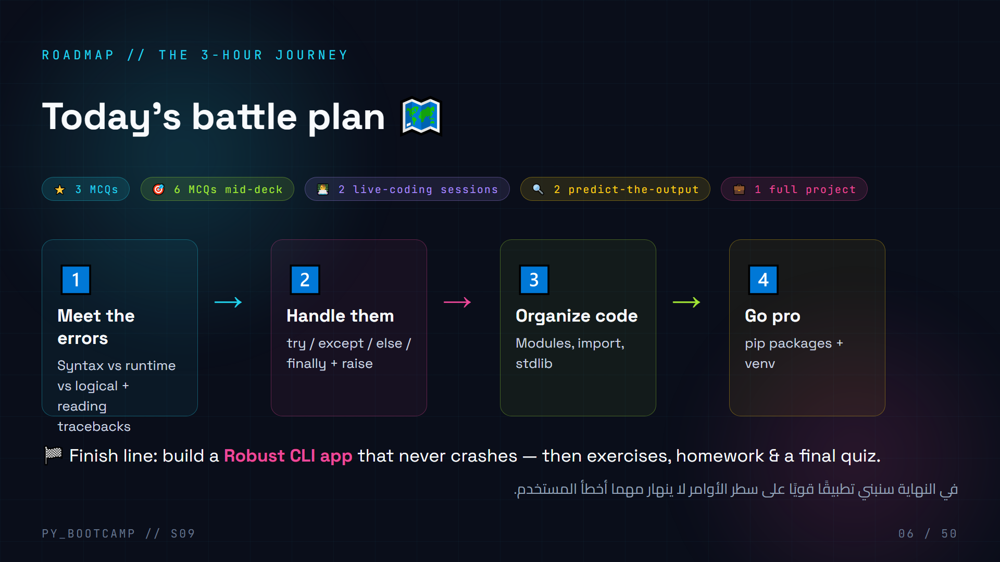 ROADMAP // THE 3-HOUR JOURNEY
Today's battle plan
3 MCQs
6 MCQs mid-deck
2 live-coding sessions
2 predict-the-output
1 full project
1
Meet the
errors
Syntax vs runtime
vs logical +
reading
tracebacks
→
2
Handle them
try / except / else /
finally + raise
→
3
Organize code
Modules, import,
stdlib
→
4
Go pro
pip packages +
venv
Finish line: build a Robust CLI app that never crashes — then exercises, homework & a final quiz.
في النهاية سنبني تطبيقًا قويًا على سطر الأوامر لا ينهار مهما أخطأ المستخدم.
PY_BOOTCAMP // S09
06 / 50